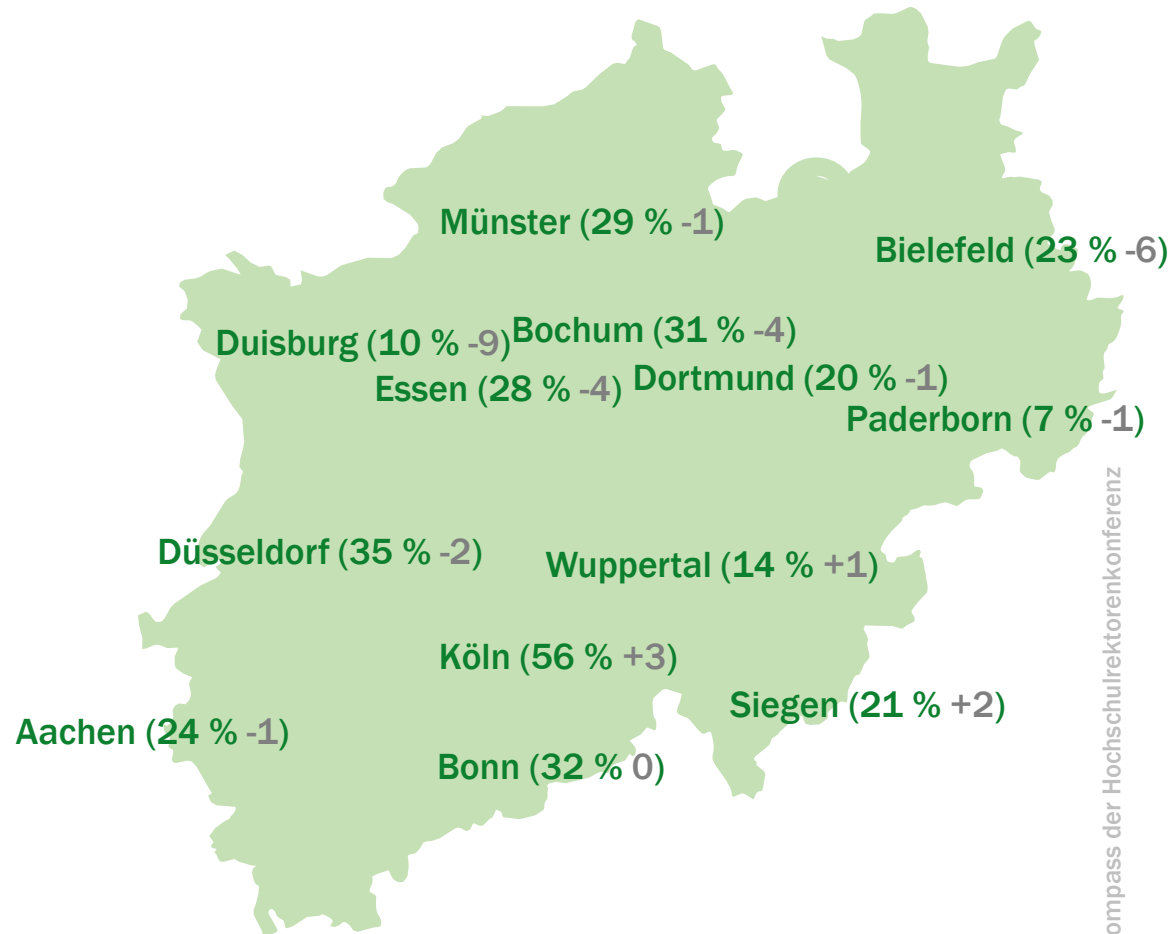 Münster (29 % -1)
Bielefeld (23 % -6)
Duisburg (10 % -9)
Bochum (31 % -4)
Essen (28 % -4)
Dortmund (20 % -1)
Paderborn (7 % -1)
Düsseldorf (35 % -2)
Wuppertal (14 % +1)
Köln (56 % +3)
Siegen (21 % +2)
Aachen (24 % -1)
Bonn (32 % 0)
ompass der Hochschulrektorenkonferenz